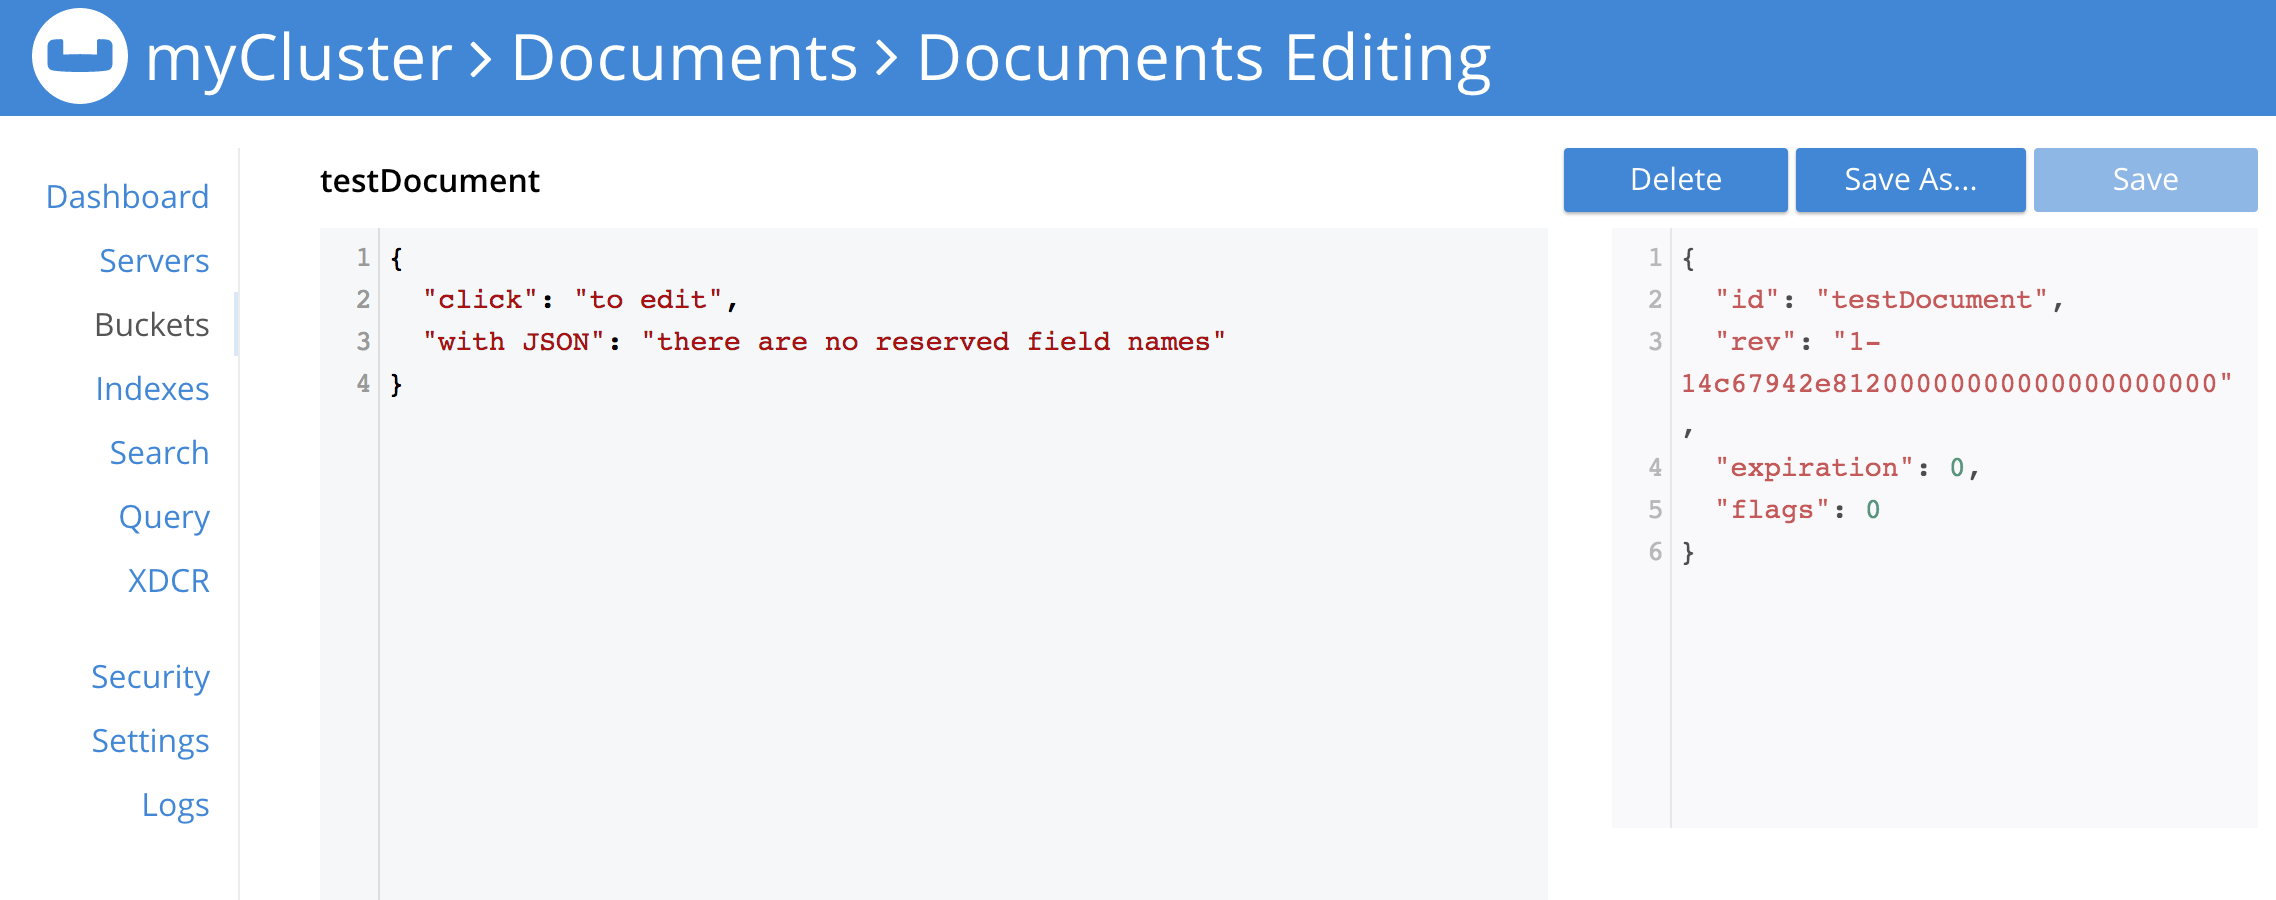 myCluster > Documents > Documents Editing
testDocument
Delete
Save As...
Save
Dashboard
Servers
Buckets
Indexes
Search
Query
XDCR
Security
Settings
Logs
1 {
2 "click": "to edit",
3 "with JSON": "there are no reserved field names"
4 }
1 {
2 "id": "testDocument",
3 "rev": "1-
14c67942e81200000000000000000000"
,
4 "expiration": 0,
5 "flags": 0
6 }